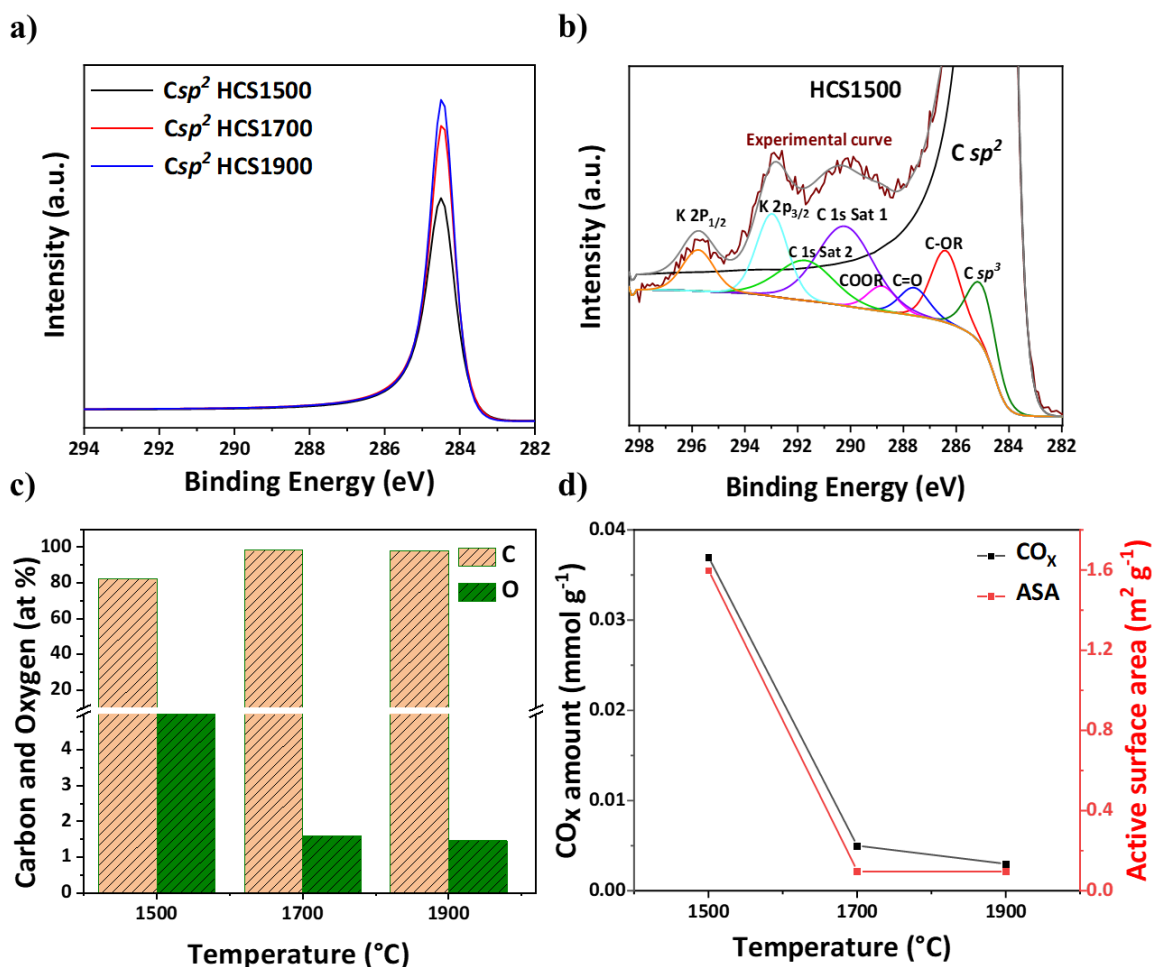 a)
Intensity (a.u.)
Csp² HCS1500
Csp² HCS1700
Csp² HCS1900
294 292 290 288 286 284 282
Binding Energy (eV)
b)
Intensity (a.u.)
HCS1500
Experimental curve
C sp²
K 2P1/2
K 2p3/2
C 1s Sat 1
C 1s Sat 2
COOR
C=O
C-OR
C sp³
298 296 294 292 290 288 286 284 282
Binding Energy (eV)
c)
Carbon and Oxygen (at %)
100
80
60
40
20
4
3
2
1
0
C
O
1500 1700 1900
Temperature (°C)
d)
COx amount (mmol g⁻¹)
0.04
0.03
0.02
0.01
0.00
COX
ASA
1.6
1.2
0.8
0.4
0.0
Active surface area (m² g⁻¹)
1500 1700 1900
Temperature (°C)